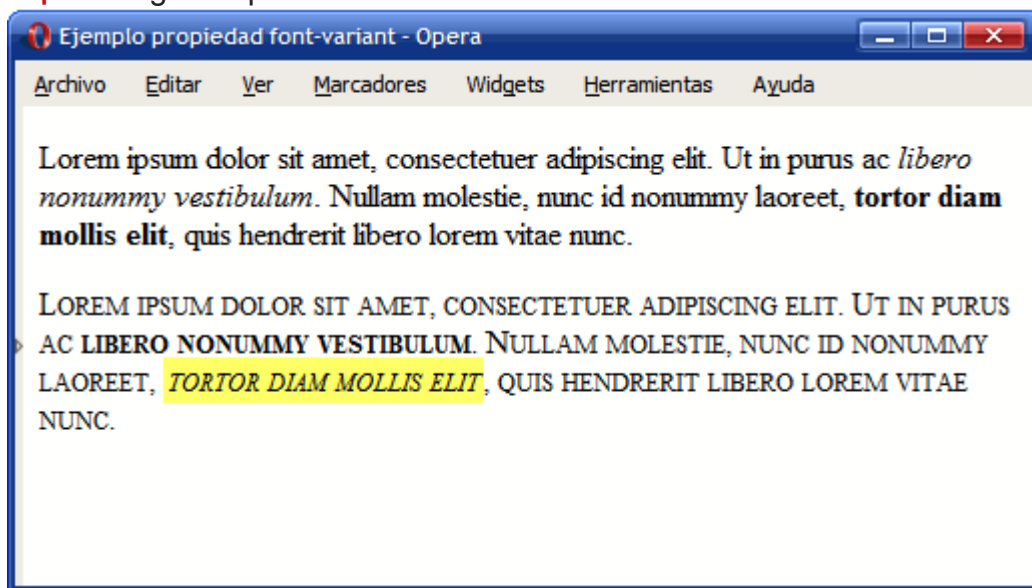 Ejemplo propiedad font-variant - Opera
Archivo Editar Ver Marcadores Widgets Herramientas Ayuda
Lorem ipsum dolor sit amet, consectetuer adipiscing elit. Ut in purus ac libero
nonummy vestibulum. Nullam molestie, nunc id nonummy laoreet, tortor diam
mollis elit, quis hendrerit libero lorem vitae nunc.
LOREM IPSUM DOLOR SIT AMET, CONSECTETUER ADIPISCING ELIT. UT IN PURUS
AC LIBERO NONUMMY VESTIBULUM. NULLAM MOLESTIE, NUNC ID NONUMMY
LAOREET, TORTOR DIAM MOLLIS ELIT, QUIS HENDRERIT LIBERO LOREM VITAE
NUNC.